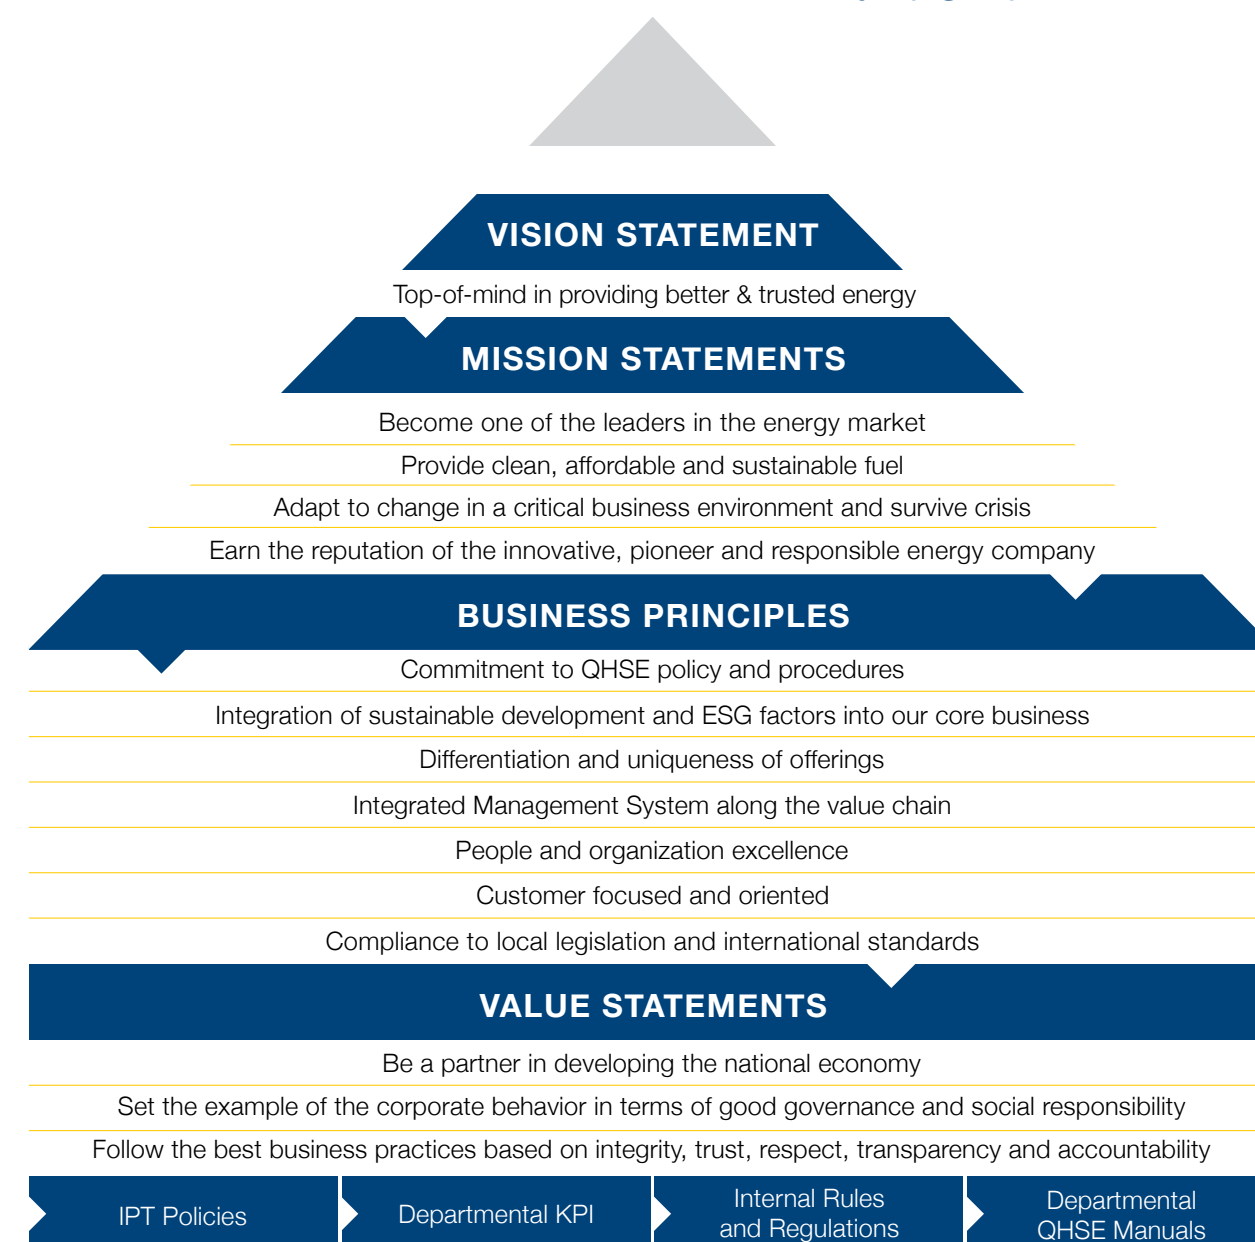 VISION STATEMENT
Top-of-mind in providing better & trusted energy
MISSION STATEMENTS
Become one of the leaders in the energy market
Provide clean, affordable and sustainable fuel
Adapt to change in a critical business environment and survive crisis
Earn the reputation of the innovative, pioneer and responsible energy company
BUSINESS PRINCIPLES
Commitment to QHSE policy and procedures
Integration of sustainable development and ESG factors into our core business
Differentiation and uniqueness of offerings
Integrated Management System along the value chain
People and organization excellence
Customer focused and oriented
Compliance to local legislation and international standards
VALUE STATEMENTS
Be a partner in developing the national economy
Set the example of the corporate behavior in terms of good governance and social responsibility
Follow the best business practices based on integrity, trust, respect, transparency and accountability
IPT Policies
Departmental KPI
Internal Rules
and Regulations
Departmental
QHSE Manuals